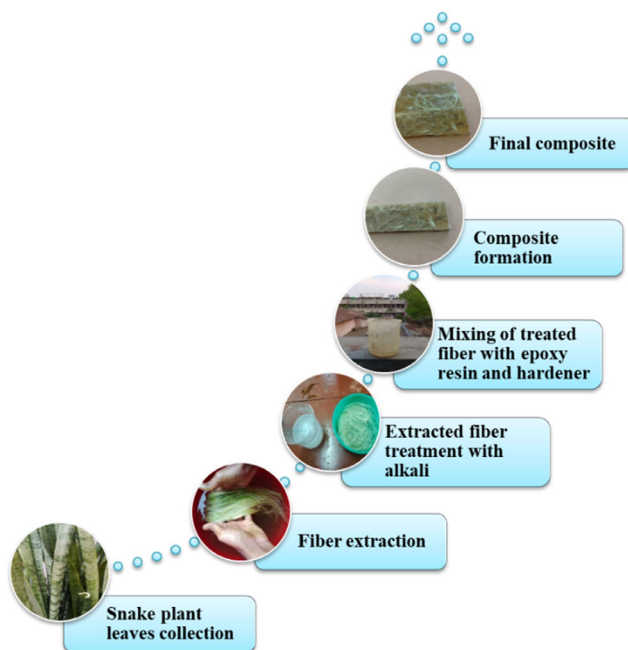 Final composite
Composite
formation
Mixing of treated
fiber with epoxy
resin and hardener
Extracted fiber
treatment with
alkali
Fiber extraction
Snake plant
leaves collection